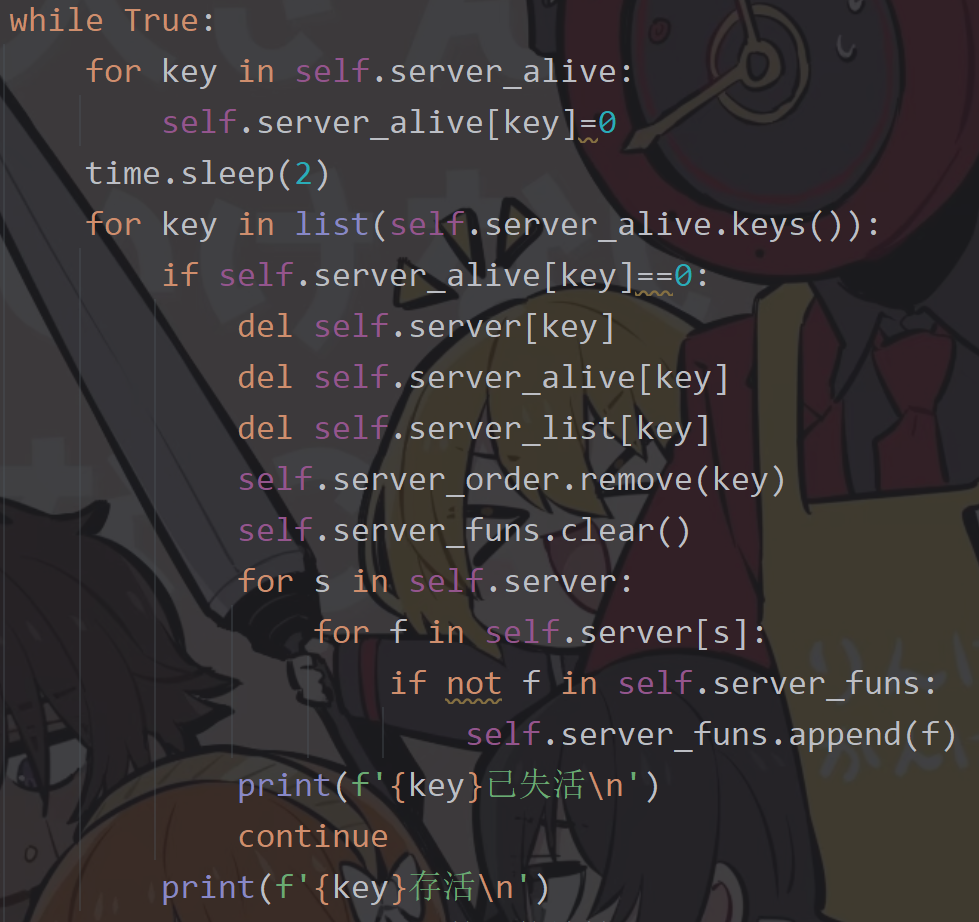 while True:
    for key in self.server_alive:
        self.server_alive[key]=0
    time.sleep(2)
    for key in list(self.server_alive.keys()):
        if self.server_alive[key]==0:
            del self.server[key]
            del self.server_alive[key]
            del self.server_list[key]
            self.server_order.remove(key)
            self.server_funs.clear()
            for s in self.server:
                for f in self.server[s]:
                    if not f in self.server_funs:
                        self.server_funs.append(f)
            print(f'{key}已失活\n')
            continue
        print(f'{key}存活\n')